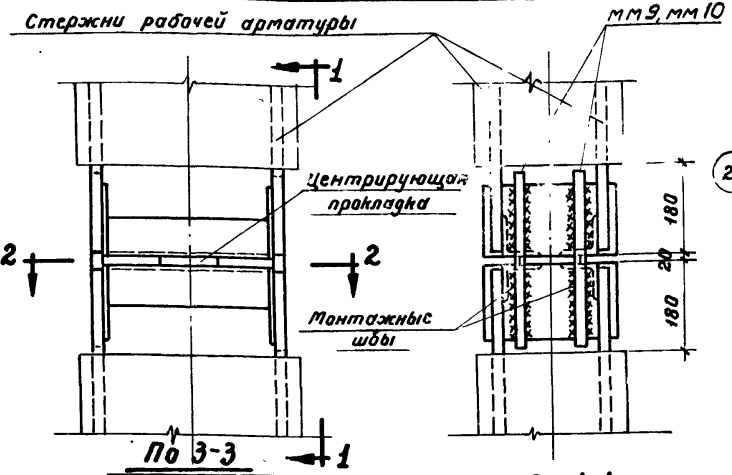 Стержни рабочей арматуры
мм9, мм10
1
Центрирующая
прокладка
2
180
2
2
20
Монтажные
швы
180
По 3-3
1